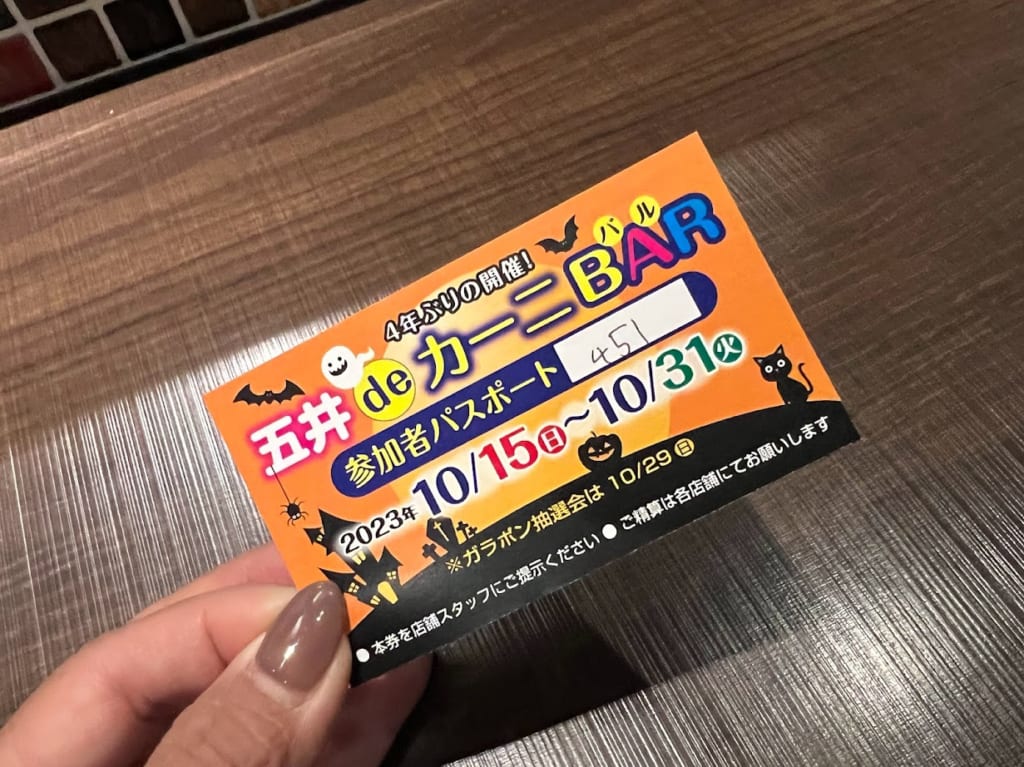 4年ぶりの開催!
バル
五井 de カーニBAR
参加者パスポート 451
2023年 10/15日~10/31火
※ガラポン抽選会は 10/29 日
●本券を店舗スタッフにご提示ください ●ご精算は各店舗にてお願いします